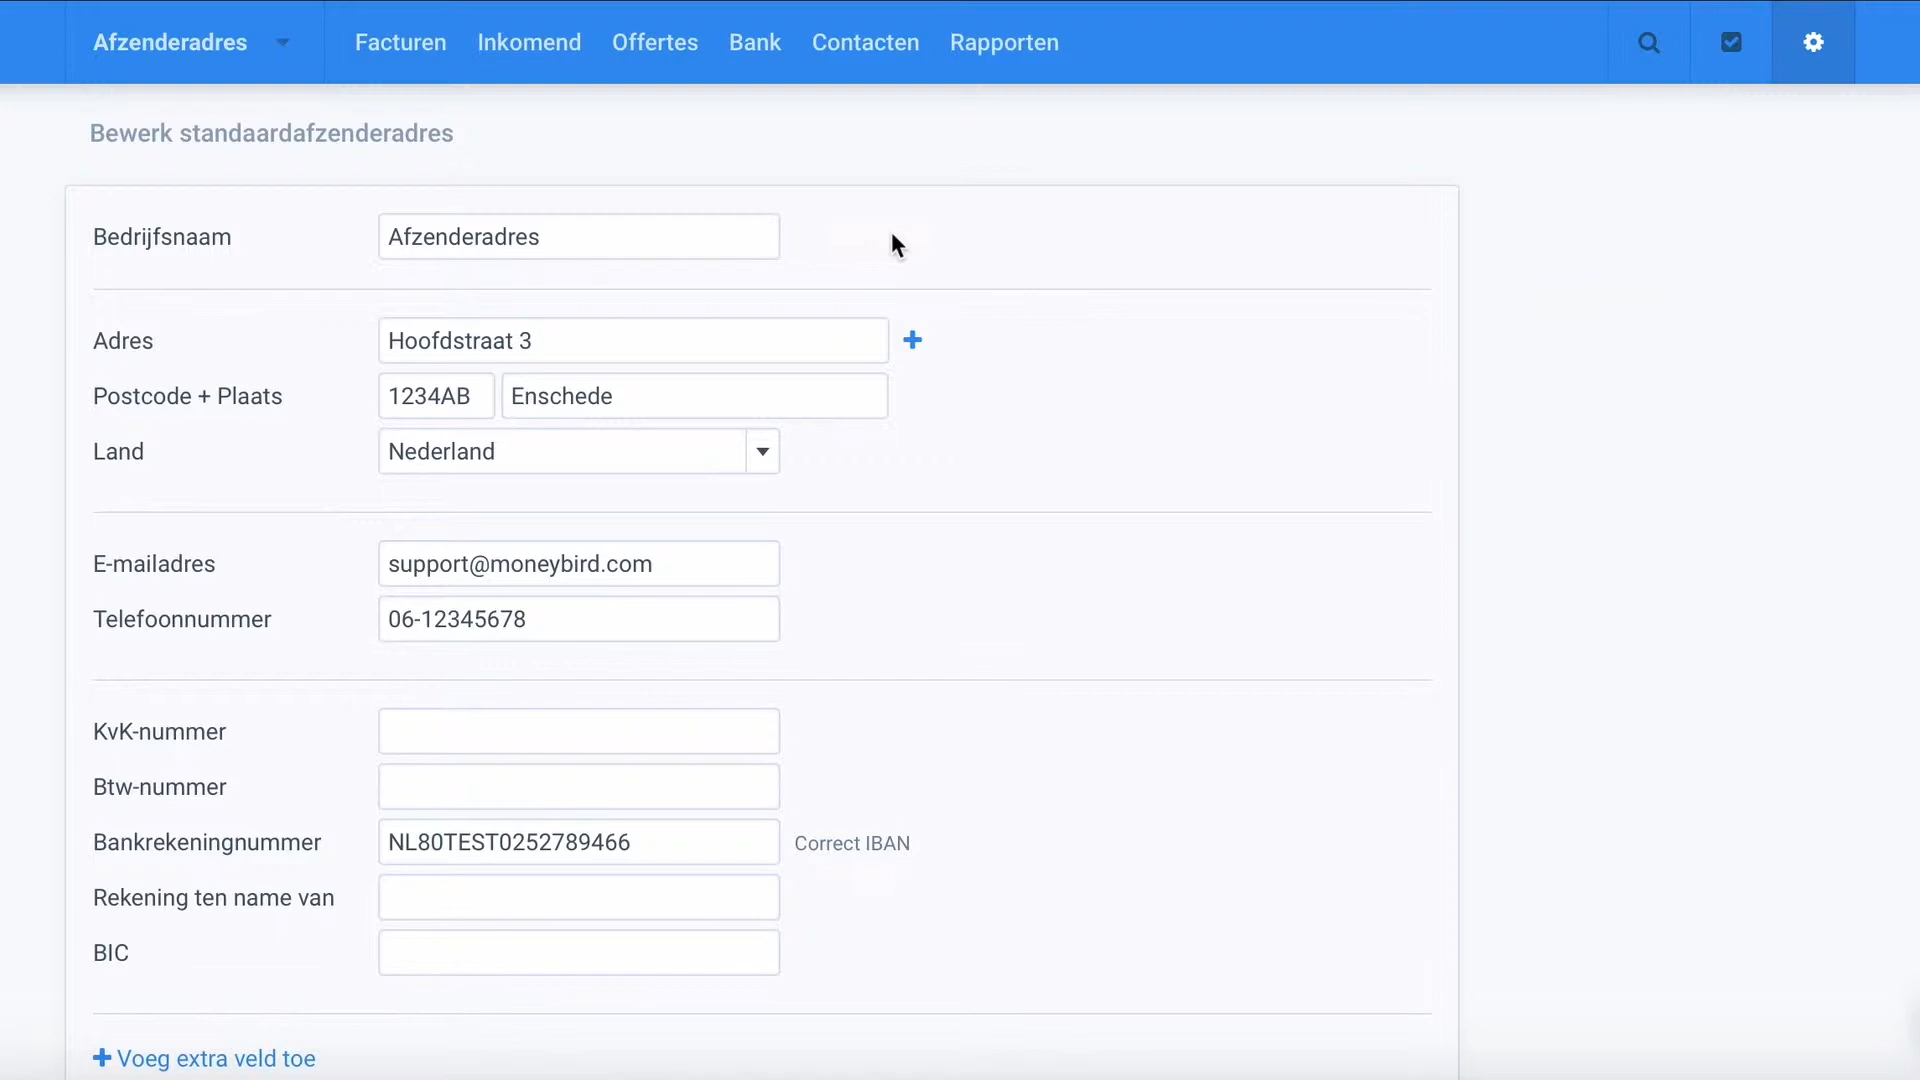 Afzenderadres Facturen Inkomend Offertes Bank Contacten Rapporten
Bewerk standaardafzenderadres
Bedrijfsnaam Afzenderadres
Adres Hoofdstraat 3
Postcode + Plaats 1234AB Enschede
Land Nederland
E-mailadres support@moneybird.com
Telefoonnummer 06-12345678
KvK-nummer
Btw-nummer
Bankrekeningnummer NL80TEST0252789466 Correct IBAN
Rekening ten name van
BIC
Voeg extra veld toe